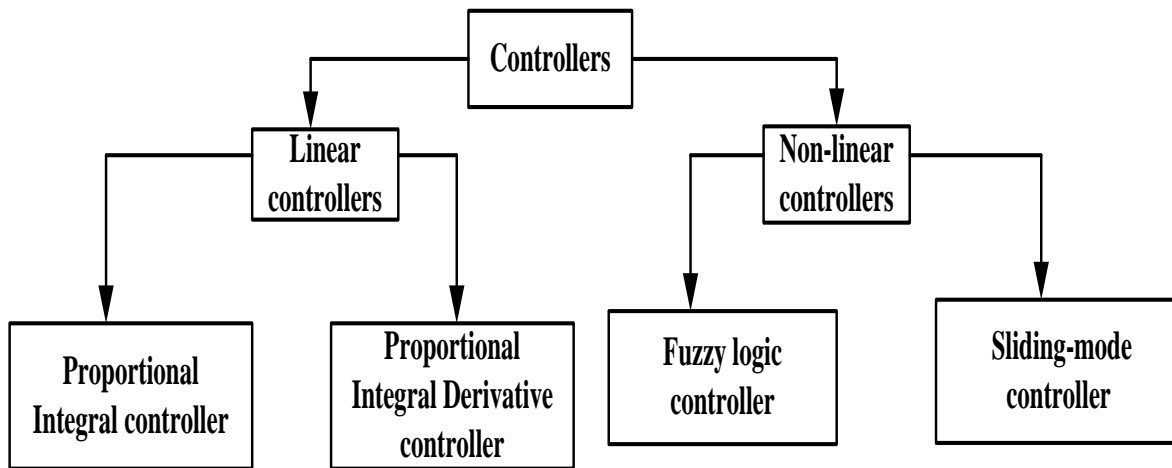 Controllers
Linear
controllers
Non-linear
controllers
Proportional
Integral controller
Proportional
Integral Derivative
controller
Fuzzy logic
controller
Sliding-mode
controller